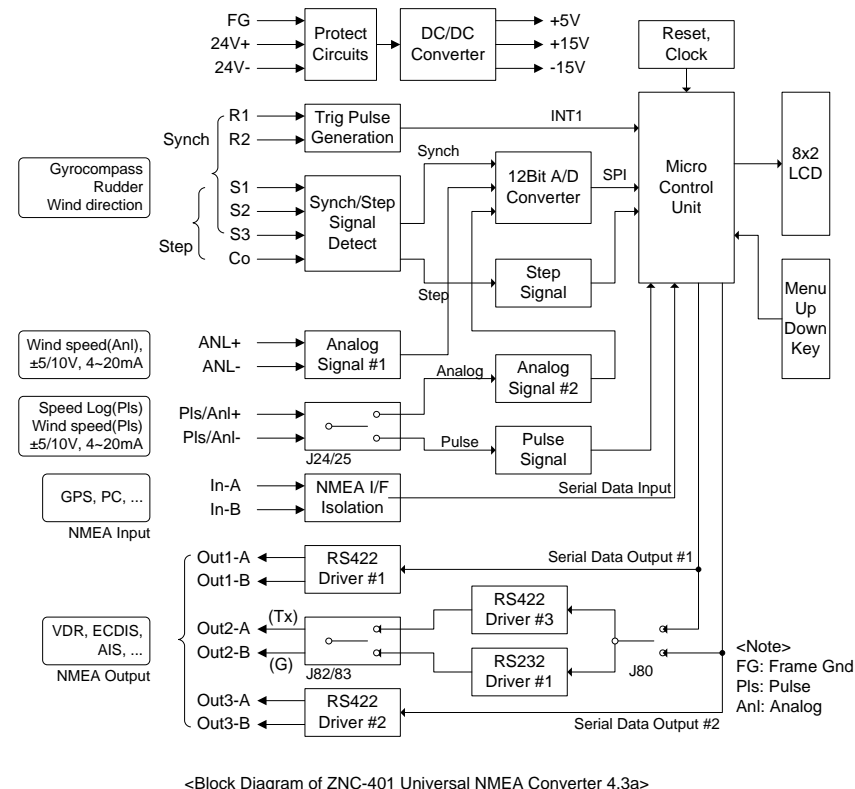 FG
24V+
24V-
Protect
Circuits
DC/DC
Converter
+5V
+15V
-15V
Reset,
Clock
R1
R2
Synch
Trig Pulse
Generation
INT1
Gyrocompass
Rudder
Wind direction
S1
S2
S3
Co
Step
Synch/Step
Signal
Detect
Synch
Step
12Bit A/D
Converter
SPI
Step
Signal
Micro
Control
Unit
8x2
LCD
Menu
Up
Down
Key
Wind speed(Anl),
±5/10V, 4~20mA
ANL+
ANL-
Analog
Signal #1
Analog
Analog
Signal #2
Speed Log(Pls)
Wind speed(Pls)
±5/10V, 4~20mA
Pls/Anl+
Pls/Anl-
J24/25
Pulse
Pulse
Signal
GPS, PC, ...
NMEA Input
In-A
In-B
NMEA I/F
Isolation
Serial Data Input
Out1-A
Out1-B
RS422
Driver #1
Serial Data Output #1
VDR, ECDIS,
AIS, ...
NMEA Output
Out2-A
Out2-B
(Tx)
(G)
J82/83
RS422
Driver #3
RS232
Driver #1
J80
Out3-A
Out3-B
RS422
Driver #2
Serial Data Output #2
<Note>
FG: Frame Gnd
Pls: Pulse
Anl: Analog
<Block Diagram of ZNC-401 Universal NMEA Converter 4.3a>